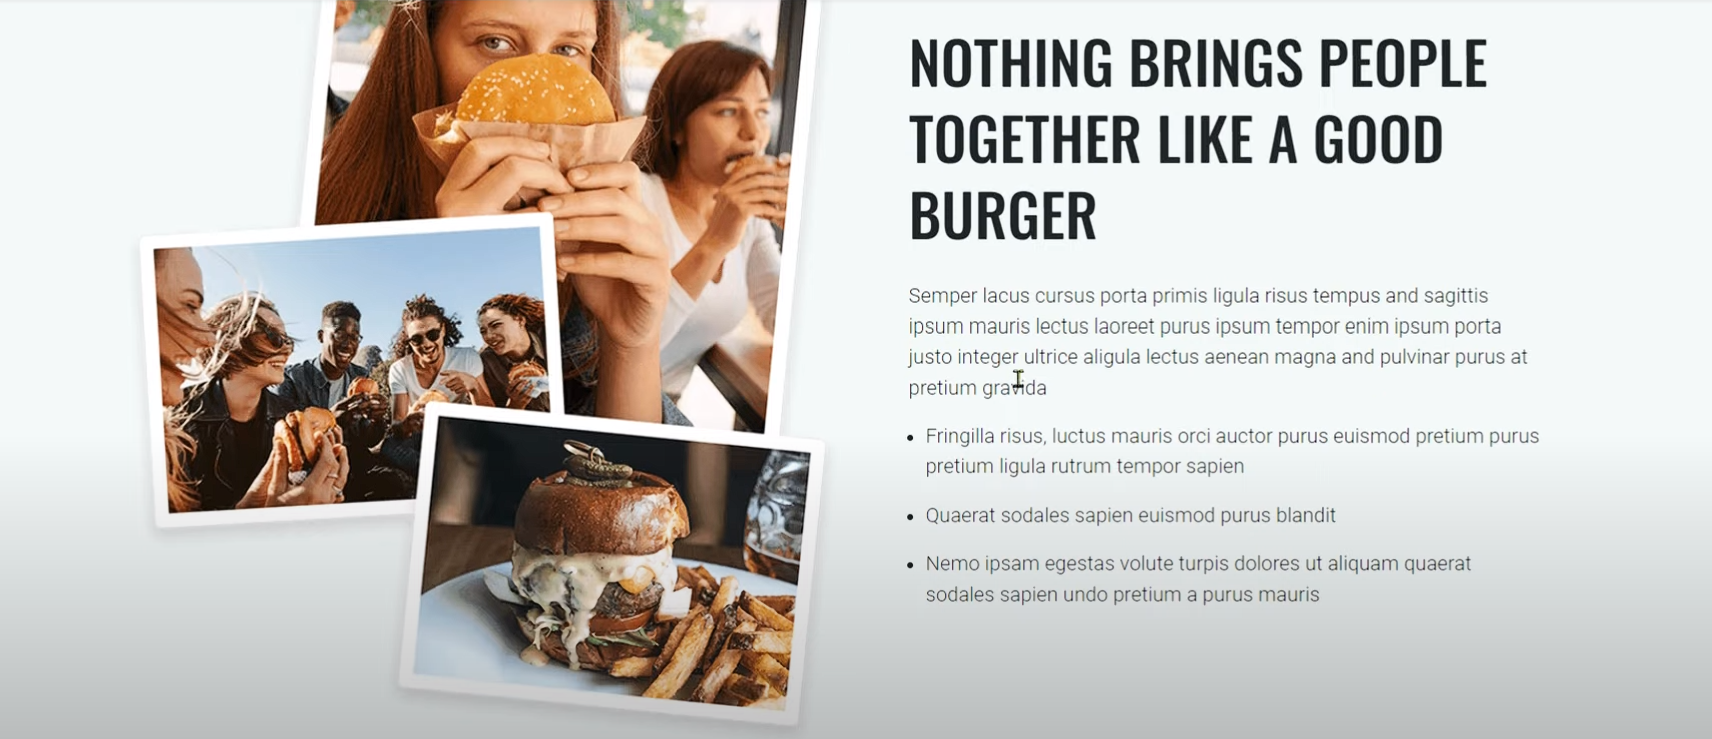 NOTHING BRINGS PEOPLE
TOGETHER LIKE A GOOD
BURGER
Semper lacus cursus porta primis ligula risus tempus and sagittis
ipsum mauris lectus laoreet purus ipsum tempor enim ipsum porta
justo integer ultrice aligula lectus aenean magna and pulvinar purus at
pretium gravida
• Fringilla risus, luctus mauris orci auctor purus euismod pretium purus
pretium ligula rutrum tempor sapien
• Quaerat sodales sapien euismod purus blandit
• Nemo ipsam egestas volute turpis dolores ut aliquam quaerat
sodales sapien undo pretium a purus mauris